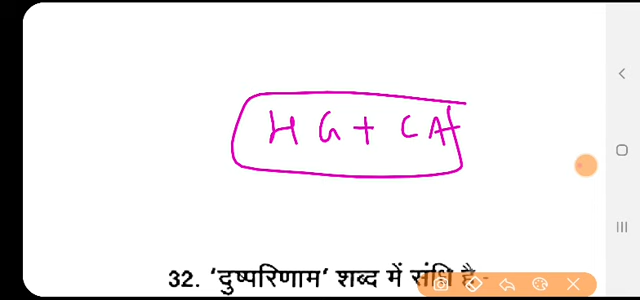 HG + CA
32. 'दुष्परिणाम' शब्द में संधि है -